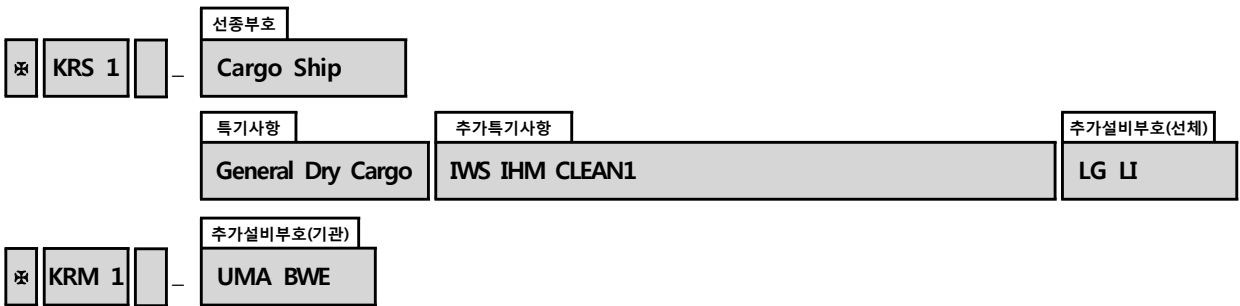 선종부호
✠ KRS 1 _ Cargo Ship
특기사항 추가특기사항 추가설비부호(선체)
General Dry Cargo IWS IHM CLEAN1 LG LI
추가설비부호(기관)
✠ KRM 1 _ UMA BWE